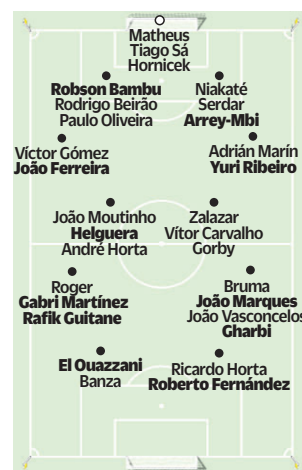 Matheus
Tiago Sá
Hornicek
Robson Bambu
Rodrigo Beirão
Paulo Oliveira
Niakaté
Serdar
Arrey-Mbi
Víctor Gómez
João Ferreira
Adrián Marín
Yuri Ribeiro
João Moutinho
Helguera
André Horta
Zalazar
Vítor Carvalho
Gorby
Roger
Gabri Martínez
Rafik Guitane
Bruma
João Marques
João Vasconcelos
Gharbi
El Ouazzani
Banza
Ricardo Horta
Roberto Fernández